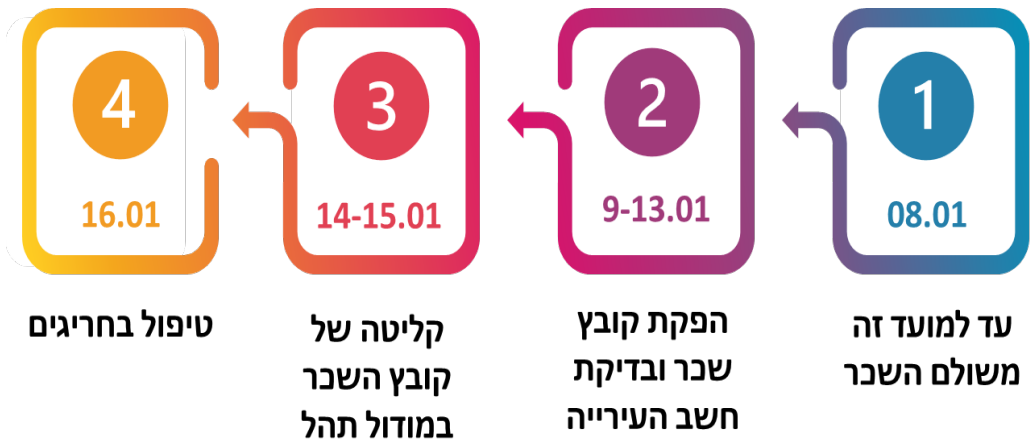 1
08.01
עד למועד זה
משולם השכר
2
9-13.01
הפקת קובץ
שכר ובדיקת
חשב העירייה
3
14-15.01
קליטה של
קובץ השכר
במודול תהל
4
16.01
טיפול בחריגים